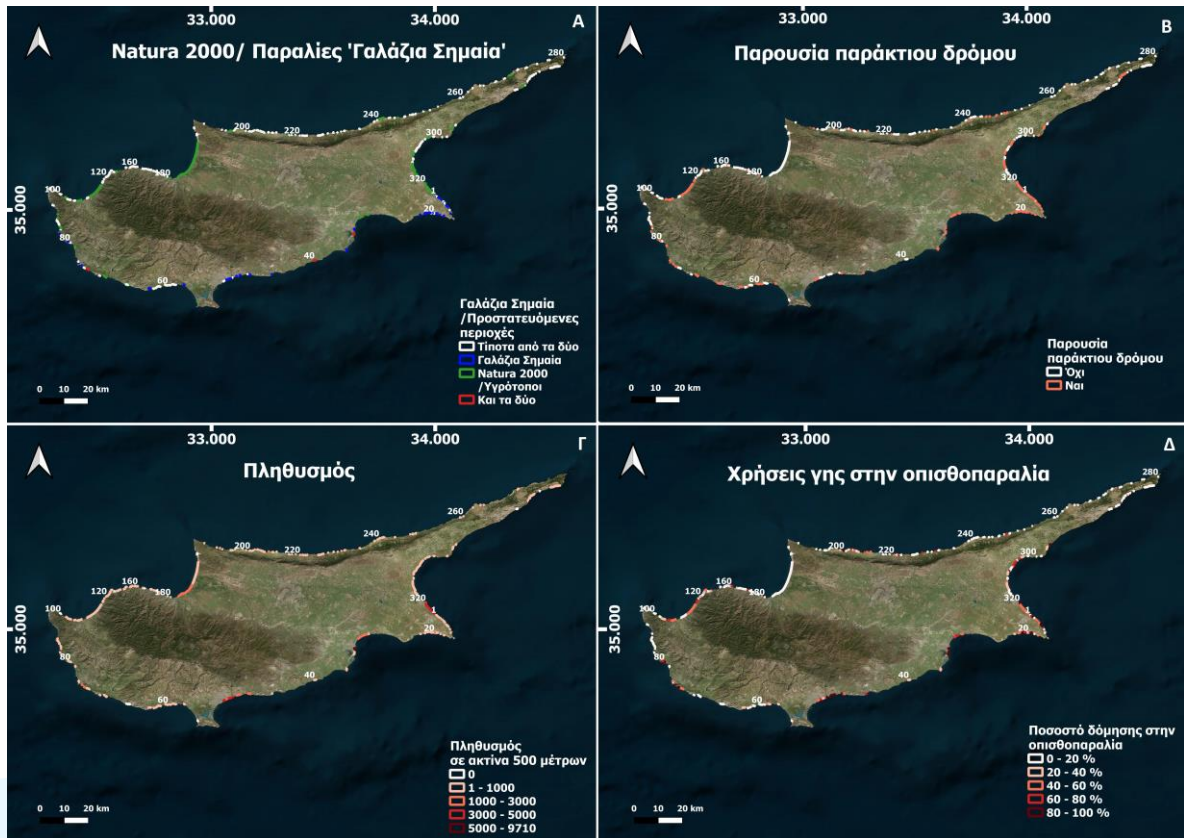 33.000
34.000
A
Natura 2000/ Παραλίες 'Γαλάζια Σημαία'
280
260
240
220
200
300
160
120
180
320
1
100
20
35.000
80
40
60
Γαλάζια Σημαία
/Προστατευόμενες
περιοχές
Τίποτα από τα δύο
Γαλάζια Σημαία
Natura 2000
/Υγρότοποι
Και τα δύο
0 10 20 km
33.000
34.000
B
Παρουσία παράκτιου δρόμου
280
260
240
220
200
300
160
120
180
320
1
100
20
35.000
80
40
60
Παρουσία
παράκτιου δρόμου
Όχι
Ναι
0 10 20 km
33.000
34.000
Γ
Πληθυσμός
260
240
220
200
160
120
180
320
1
100
20
35.000
80
40
60
Πληθυσμός
σε ακτίνα 500 μέτρων
0
1 - 1000
1000 - 3000
3000 - 5000
5000 - 9710
0 10 20 km
33.000
34.000
Δ
Χρήσεις γης στην οπισθοπαραλία
280
260
240
220
200
300
160
120
180
320
1
100
20
35.000
80
40
60
Ποσοστό δόμησης στην
οπισθοπαραλία
0 - 20 %
20 - 40 %
40 - 60 %
60 - 80 %
80 - 100 %
0 10 20 km